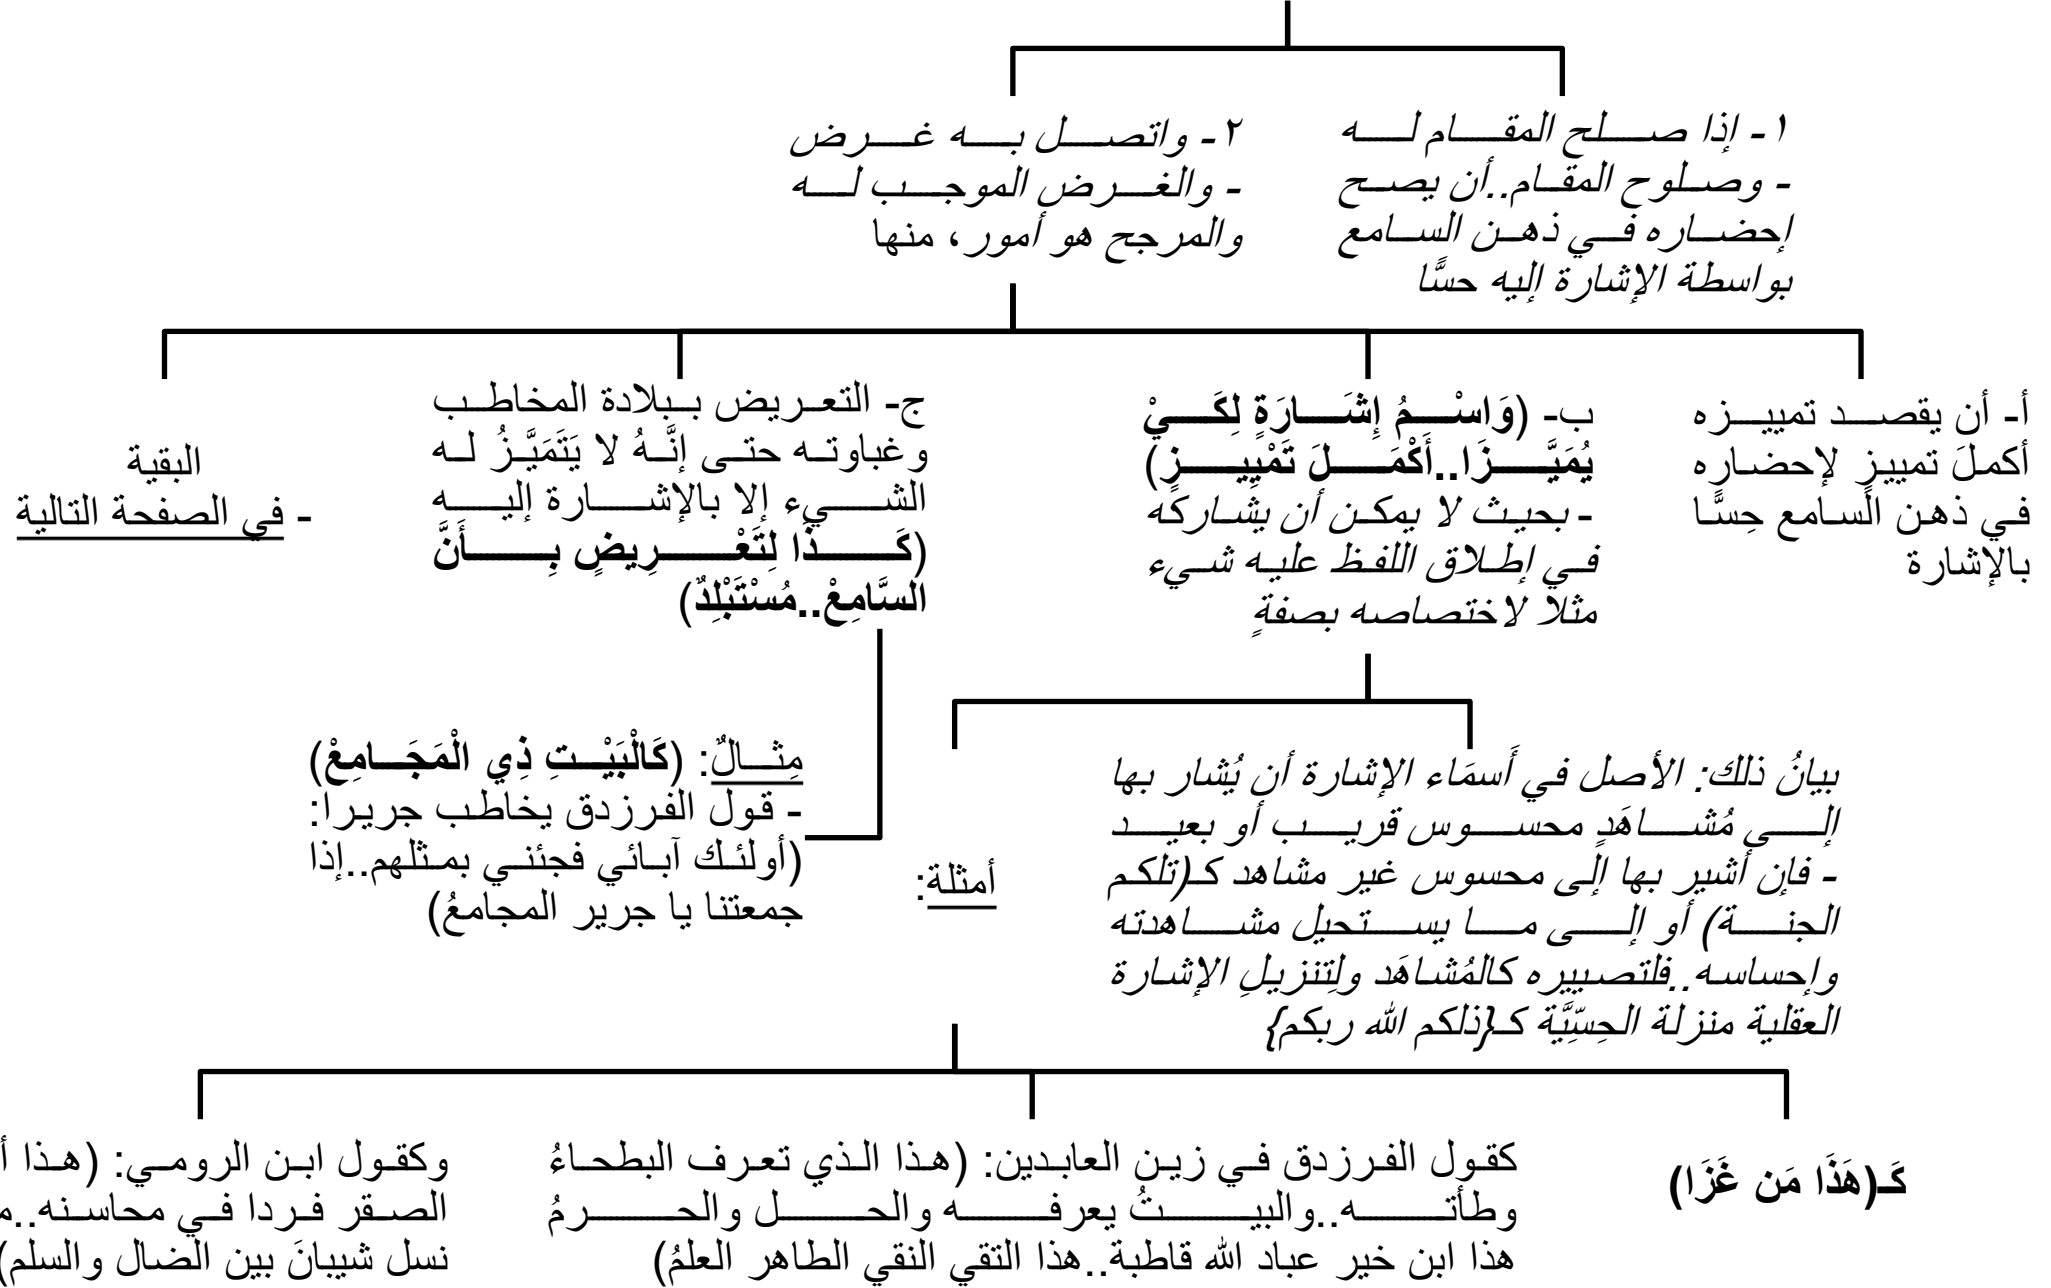 ١- إذا صلح المقام له
- وصلوح المقام..أن يصح
إحضاره في ذهن السامع
بواسطة الإشارة إليه حسًّا
٢- واتصل به غرض
- والغرض الموجب له
والمرجح هو أمور، منها
أ- أن يقصد تمييزه
أكملَ تمييزٍ لإحضاره
في ذهن السامع حِسًّا
بالإشارة
ب- (وَاسْمُ إِشَارَةٍ لِكَيْ
يُمَيَّزَا..أَكْمَلَ تَمْيِيزٍ)
- بحيث لا يمكن أن يشاركه
في إطلاق اللفظ عليه شيء
مثلا لاختصاصه بصفةٍ
ج- التعريض ببلادة المخاطب
وغباوته حتى إنَّهُ لا يَتَمَيَّزُ له
الشيء إلا بالإشارة إليه
(كَذَا لِتَعْرِيضٍ بِأَنَّ
السَّامِعْ..مُسْتَبْلِدٌ)
البقية
- في الصفحة التالية
بيانُ ذلك: الأصل في أَسمَاء الإشارة أن يُشار بها
إلى مُشاهَدٍ محسوس قريب أو بعيد
- فإن أشير بها إلى محسوس غير مشاهد كـ(تلكم
الجنة) أو إلى ما يستحيل مشاهدته
وإحساسه..فلتصييره كالمُشاهَد ولِتنزيلِ الإشارة
العقلية منزلة الحِسِّيَّة كـ{ذلكم الله ربكم}
أمثلة:
مِثالٌ: (كَالْبَيْتِ ذِي الْمَجَامِعْ)
- قول الفرزدق يخاطب جريرا:
(أولئك آبائي فجئني بمثلهم..إذا
جمعتنا يا جرير المجامعُ)
كَـ(هَذَا مَن غَزَا)
كقول الفرزدق في زين العابدين: (هذا الذي تعرف البطحاءُ
وطأته..والبيتُ يعرفه والحل والحرمُ
هذا ابن خير عباد الله قاطبة..هذا التقي النقي الطاهر العلمُ)
وكقول ابن الرومي: (هذا
الصقر فردا في محاسنه..
نسل شيبانَ بين الضال والسلم)